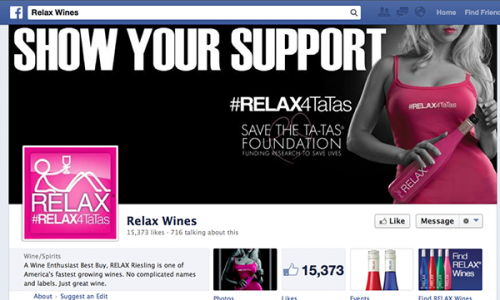 Relax Wines
Home
Find Friend
SHOW YOUR SUPPORT
#RELAX4TaTas
SAVE THE TA-TAS®
FOUNDATION
FUNDING RESEARCH TO SAVE LIVES
#RELAX4TaTas
RELAX
RELAX
#RELAX4TaTas
Relax Wines
15,373 likes · 716 talking about this
Like
Message
Wine/Spirits
A Wine Enthusiast Best Buy, RELAX Riesling is one of
America's fastest growing wines. No complicated names
and labels. Just great wine.
About - Suggest an Edit
15,373
Find
RELAX®
Wines
Photos
Likes
Events
Find RELAX Wines